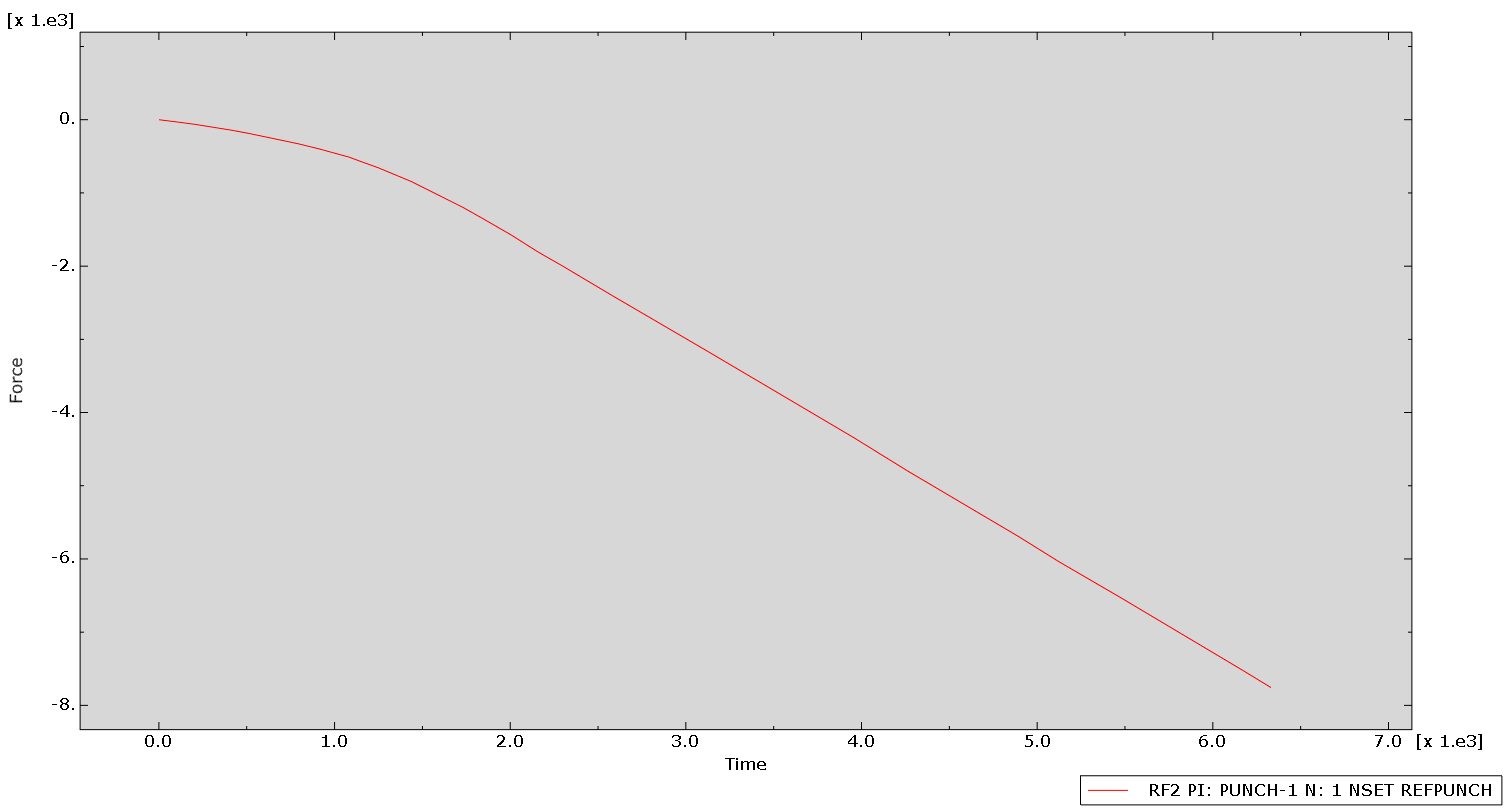 [x 1.e3]
0.
-2.
-4.
-6.
-8.
Force
0.0 1.0 2.0 3.0 4.0 5.0 6.0 7.0 [x 1.e3]
Time
RF2 PI: PUNCH-1 N: 1 NSET REFPUNCH